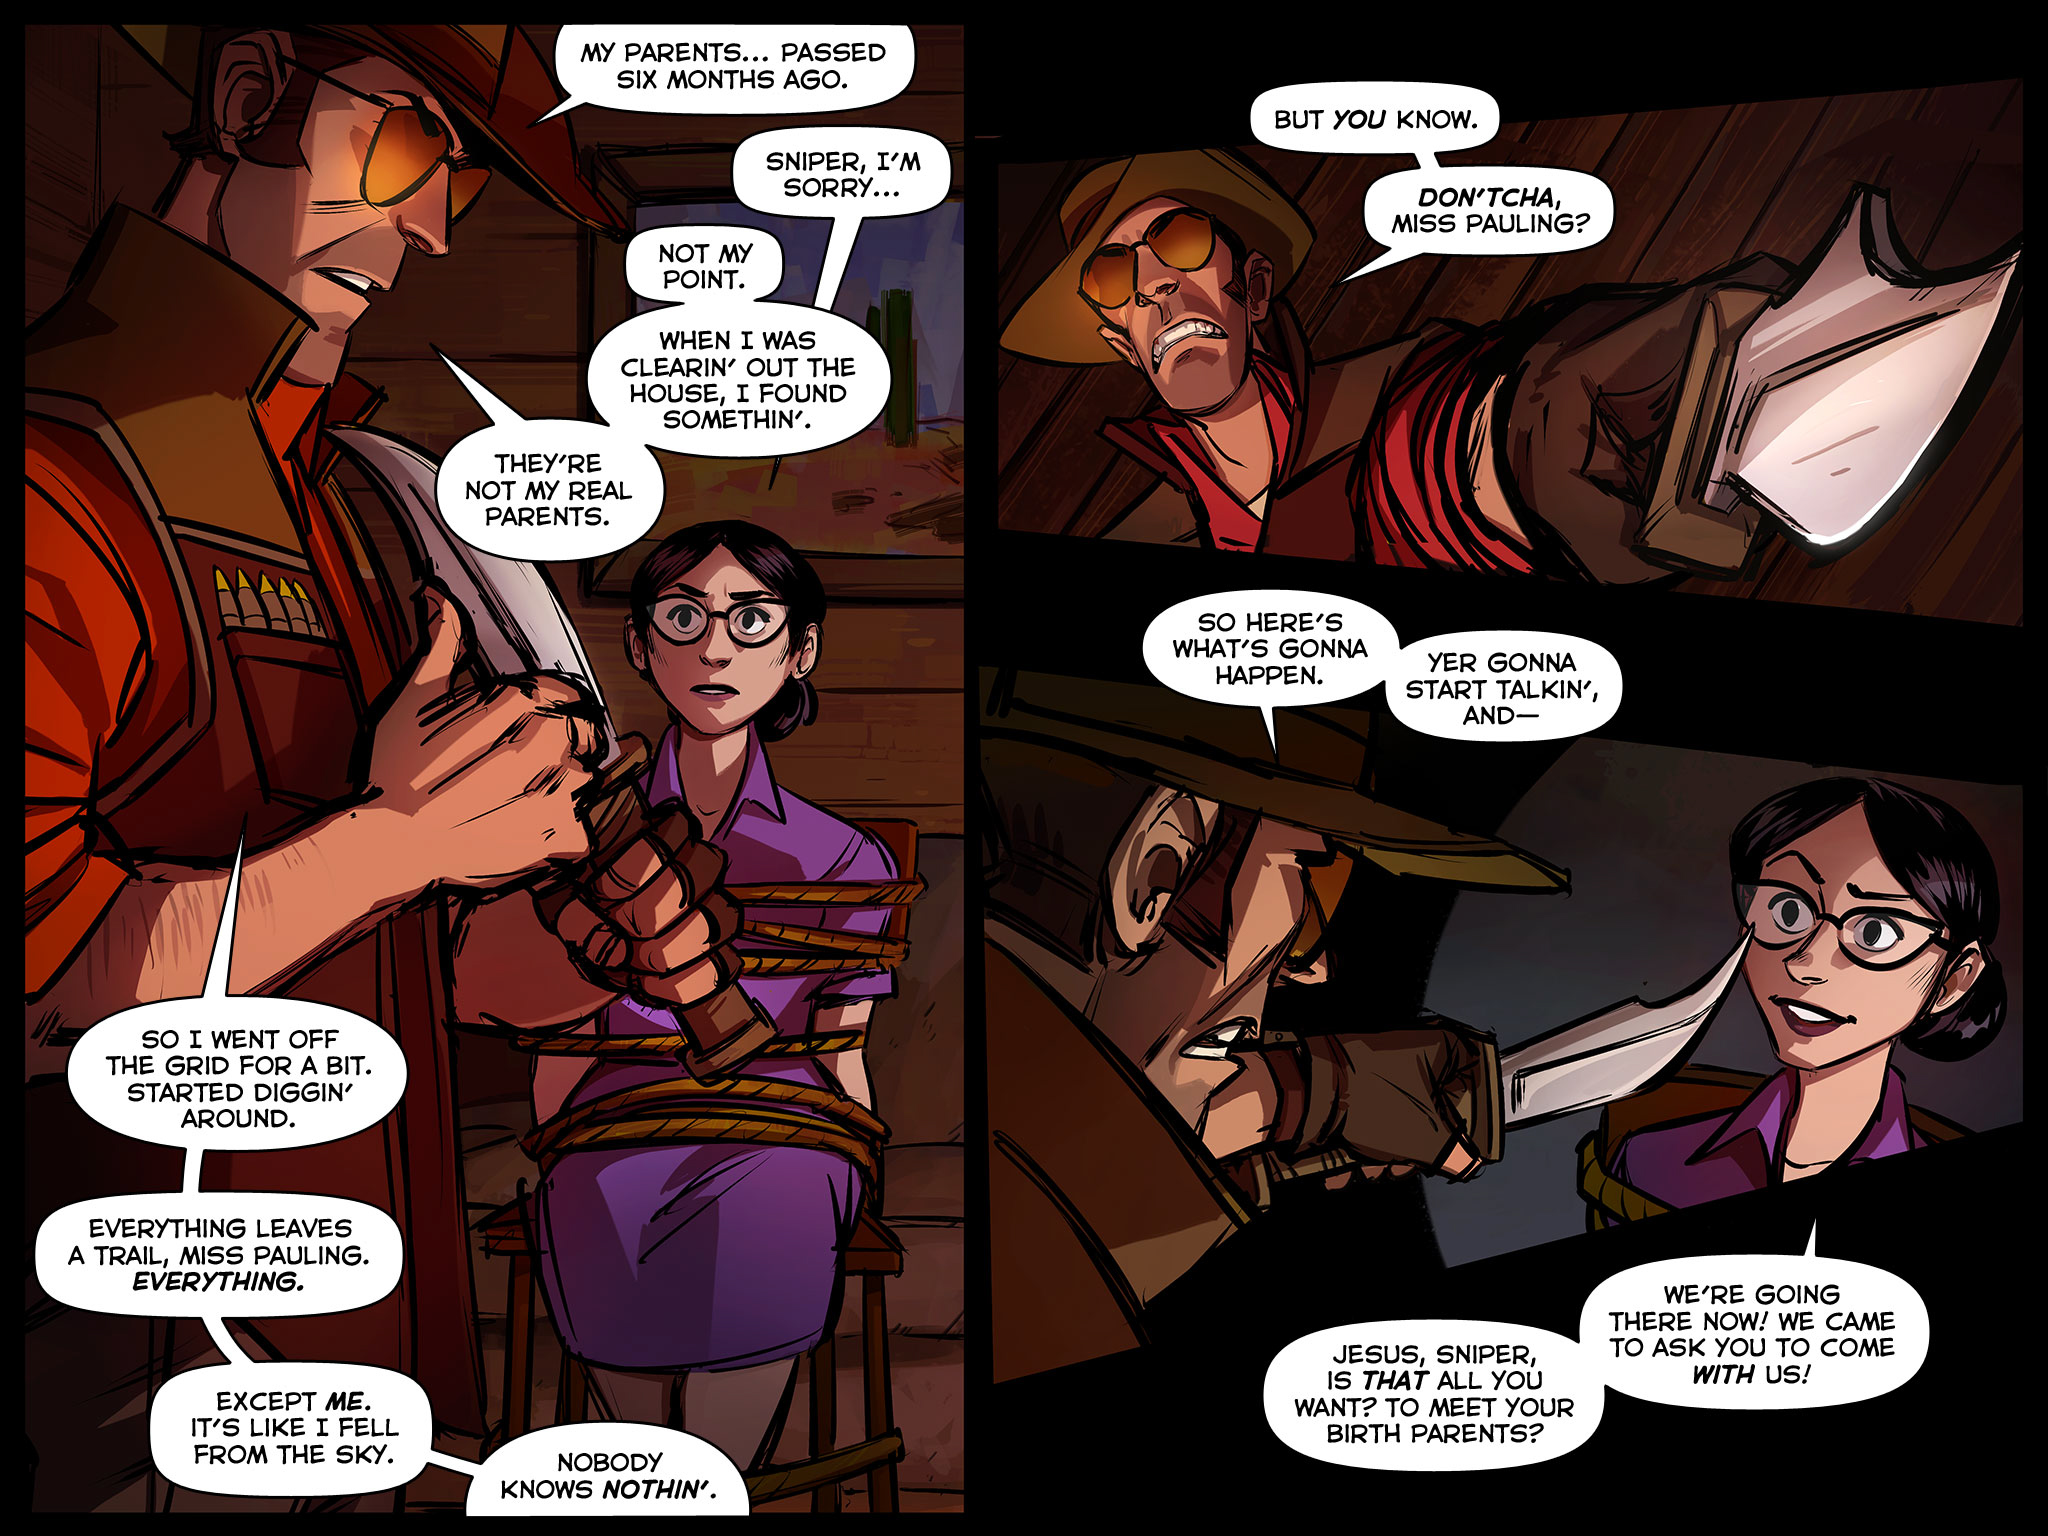 MY PARENTS... PASSED
SIX MONTHS AGO.
SNIPER, I'M
SORRY...
NOT MY
POINT.
WHEN I WAS
CLEARIN' OUT THE
HOUSE, I FOUND
SOMETHIN'.
THEY'RE
NOT MY REAL
PARENTS.
SO I WENT OFF
THE GRID FOR A BIT.
STARTED DIGGIN'
AROUND.
EVERYTHING LEAVES
A TRAIL, MISS PAULING.
EVERYTHING.
EXCEPT ME.
IT'S LIKE I FELL
FROM THE SKY.
NOBODY
KNOWS NOTHIN'.
BUT YOU KNOW.
DON'TCHA,
MISS PAULING?
SO HERE'S
WHAT'S GONNA
HAPPEN.
YER GONNA
START TALKIN',
AND—
JESUS, SNIPER,
IS THAT ALL YOU
WANT? TO MEET YOUR
BIRTH PARENTS?
WE'RE GOING
THERE NOW! WE CAME
TO ASK YOU TO COME
WITH US!